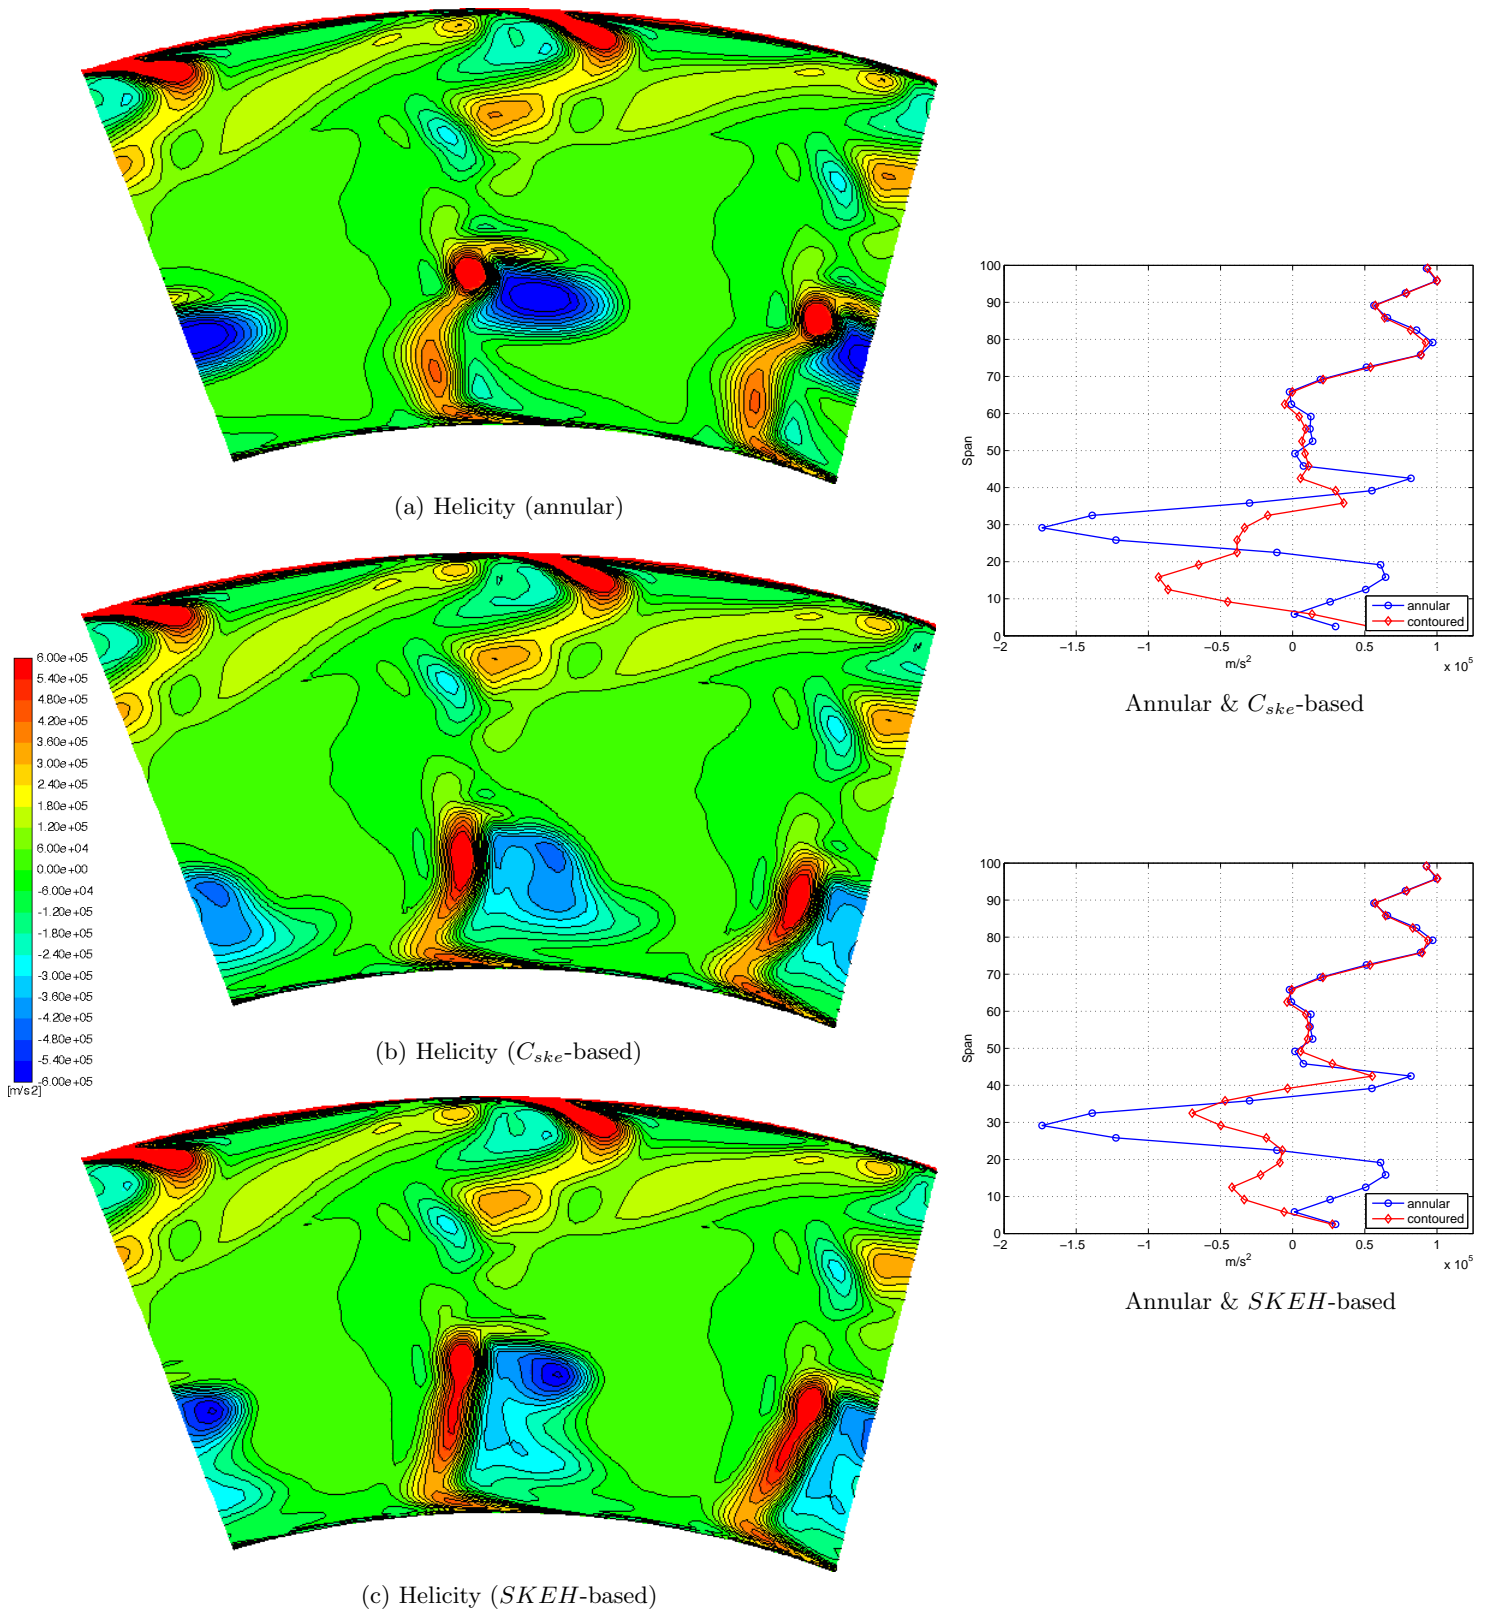 (a) Helicity (annular)
100
90
80
70
60
50
40
30
20
10
0
Span
−2
−1.5
−1
−0.5
0
0.5
1
m/s²
x 10⁵
annular
contoured
Annular & Cske-based
6.00e+05
5.40e+05
4.80e+05
4.20e+05
3.60e+05
3.00e+05
2.40e+05
1.80e+05
1.20e+05
6.00e+04
0.00e+00
-6.00e+04
-1.20e+05
-1.80e+05
-2.40e+05
-3.00e+05
-3.60e+05
-4.20e+05
-4.80e+05
-5.40e+05
-6.00e+05
[m/s2]
(b) Helicity (Cske-based)
100
90
80
70
60
50
40
30
20
10
0
Span
−2
−1.5
−1
−0.5
0
0.5
1
m/s²
x 10⁵
annular
contoured
Annular & SKEH-based
(c) Helicity (SKEH-based)